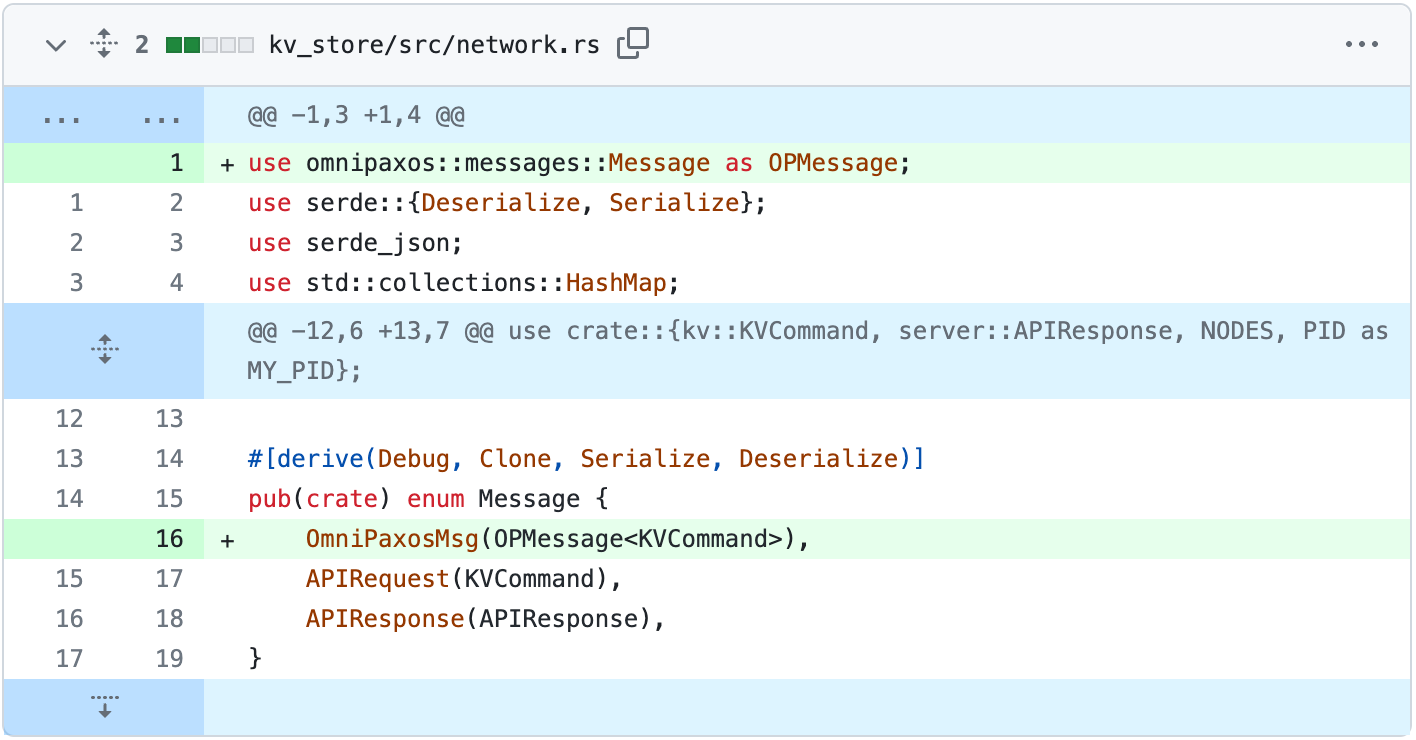 2 kv_store/src/network.rs ...
... ... @@ -1,3 +1,4 @@
1 + use omnipaxos::messages::Message as OPMessage;
1 2 use serde::{Deserialize, Serialize};
2 3 use serde_json;
3 4 use std::collections::HashMap;
@@ -12,6 +13,7 @@ use crate::{kv::KVCommand, server::APIResponse, NODES, PID as
MY_PID};
12 13
13 14 #[derive(Debug, Clone, Serialize, Deserialize)]
14 15 pub(crate) enum Message {
16 + OmniPaxosMsg(OPMessage<KVCommand>),
15 17 APIRequest(KVCommand),
16 18 APIResponse(APIResponse),
17 19 }